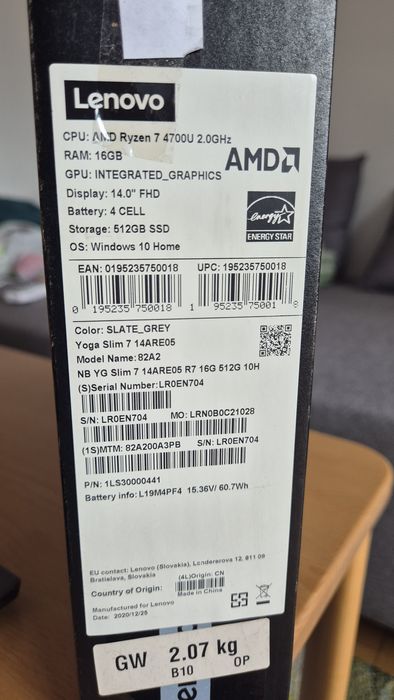 Lenovo
CPU: AMD Ryzen 7 4700U 2.0GHz
RAM: 16GB
AMD
GPU: INTEGRATED_GRAPHICS
Display: 14.0" FHD
Battery: 4 CELL
Storage: 512GB SSD
OS: Windows 10 Home
energy
ENERGY STAR
EAN: 0195235750018 UPC: 195235750018
0 195235 750018 1 95235 75001 8
Color: SLATE_GREY
Yoga Slim 7 14ARE05
Model Name: 82A2
NB YG Slim 7 14ARE05 R7 16G 512G 10H
(S)Serial Number: LR0EN704
S/N: LR0EN704 MO: LRN0B0C21028
(1S)MTM: 82A200A3PB S/N: LR0EN704
P/N: 1LS30000441
Battery info: L19M4PF4 15.36V/ 60.7Wh
EU contact: Lenovo (Slovakia), Landererova 12, 811 09
Bratislava, Slovakia
(4L)Origin: CN
Country of Origin:
Made in China
Manufactured for Lenovo
Date: 2020/12/25
GW 2.07 kg
B10 OP